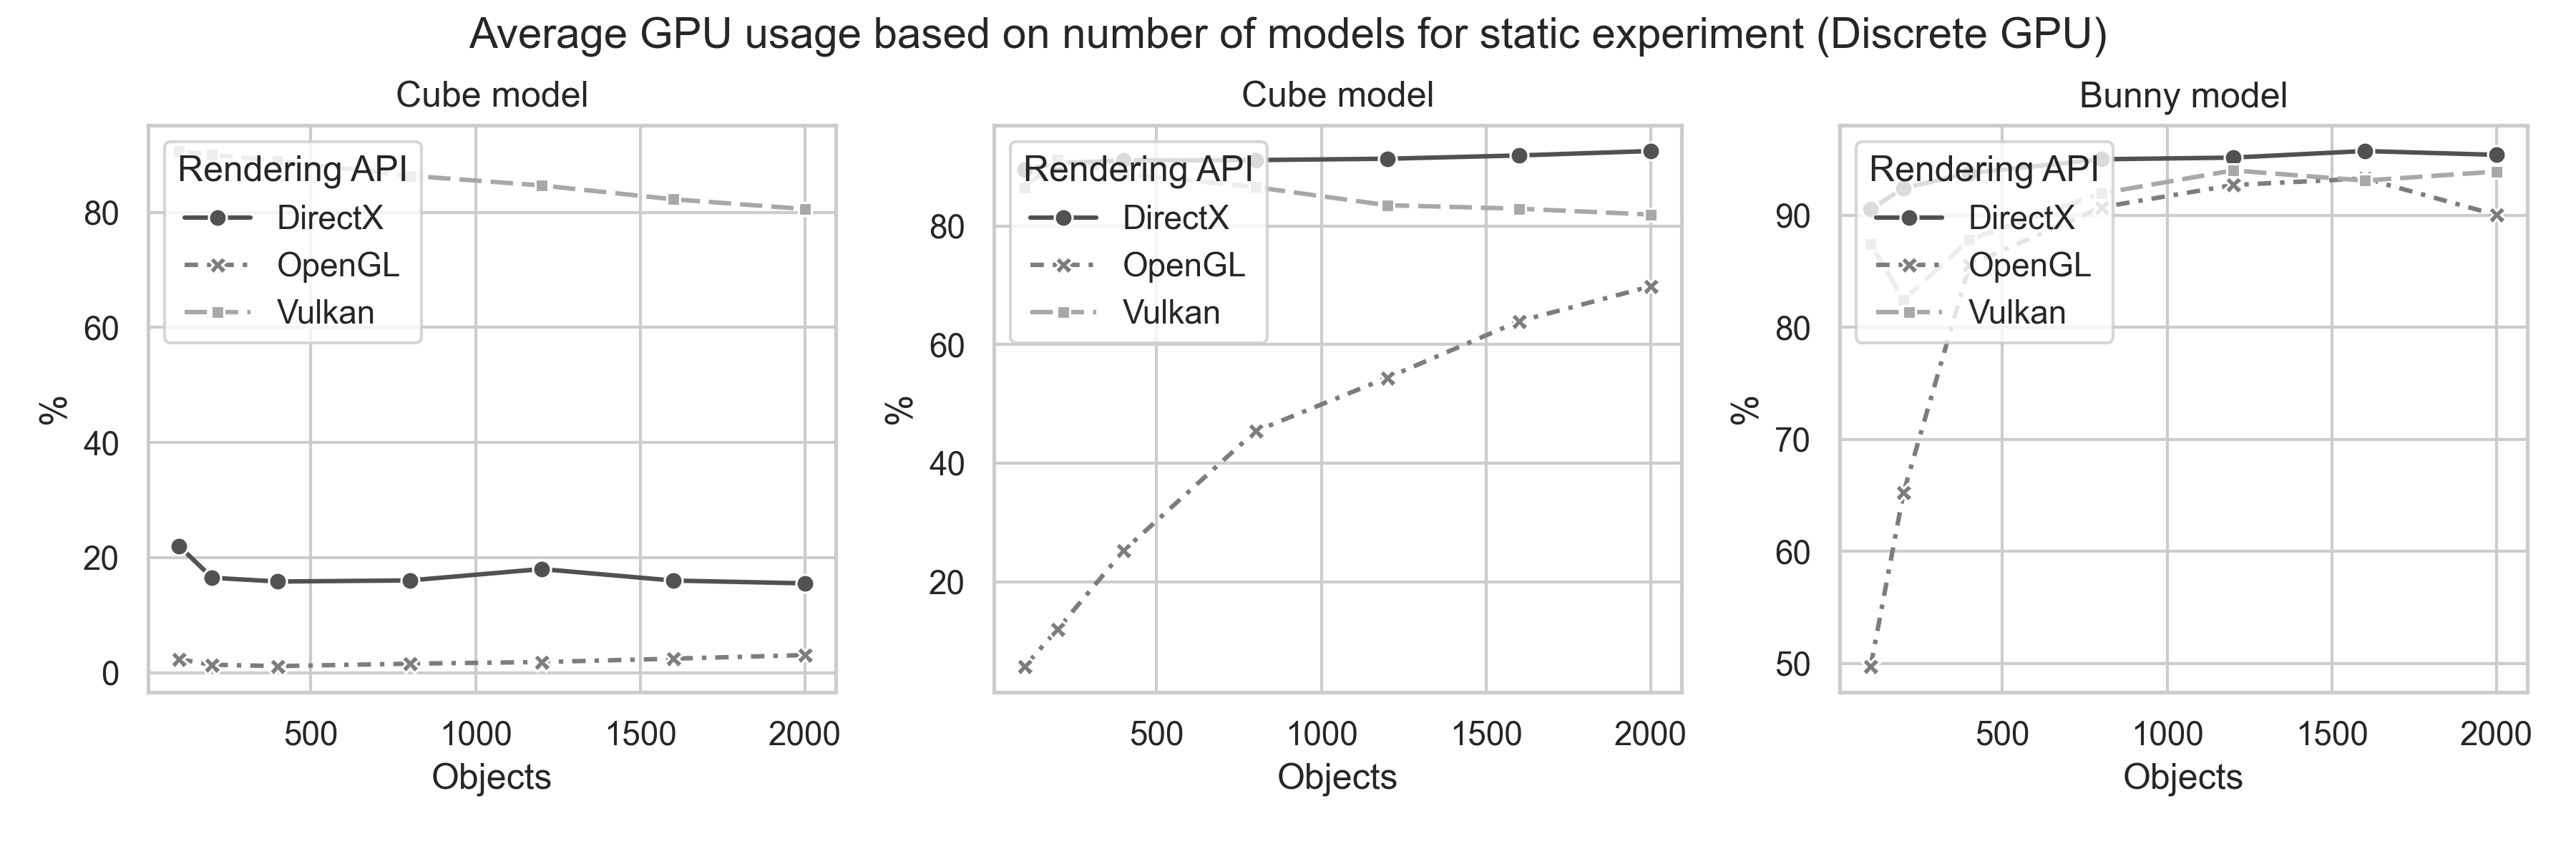 Average GPU usage based on number of models for static experiment (Discrete GPU)
Cube model
Rendering API
DirectX
OpenGL
Vulkan
80
60
40
20
0
%
500 1000 1500 2000
Objects
Cube model
Rendering API
DirectX
OpenGL
Vulkan
80
60
40
20
%
500 1000 1500 2000
Objects
Bunny model
Rendering API
DirectX
OpenGL
Vulkan
90
80
70
60
50
%
500 1000 1500 2000
Objects